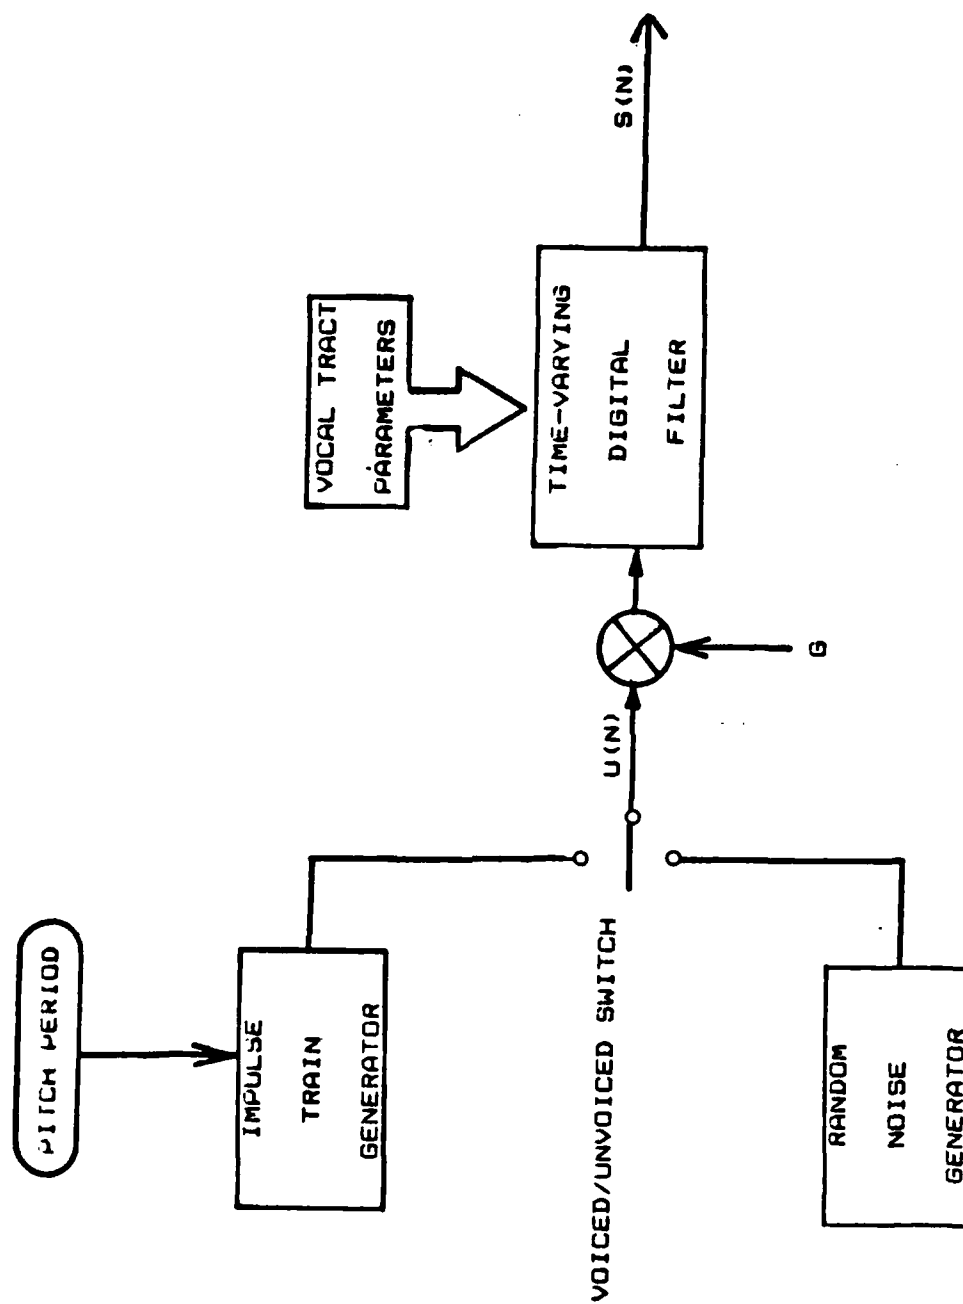 PITCH PERIOD
IMPULSE
TRAIN
GENERATOR
VOCAL TRACT
PARAMETERS
VOICED/UNVOICED SWITCH
U(N)
G
TIME-VARYING
DIGITAL
FILTER
S(N)
RANDOM
NOISE
GENERATOR